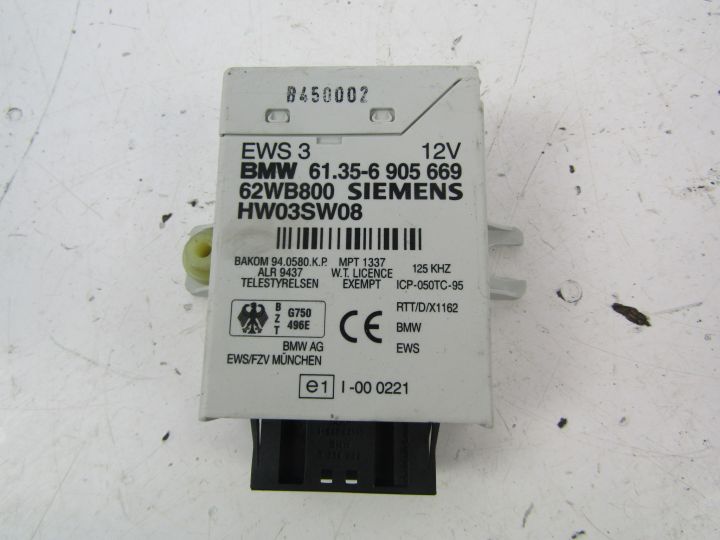 B450002
EWS 3 12V
BMW 61.35-6 905 669
62WB800 SIEMENS
HW03SW08
BAKOM 94.0580.K.P. MPT 1337
ALR 9437 W.T. LICENCE 125 KHZ
TELESTYRELSEN EXEMPT ICP-050TC-95
BZT G750 496E
RTT/D/X1162
CE
BMW
BMW AG
EWS
EWS/FZV MÜNCHEN
e1 I-00 0221